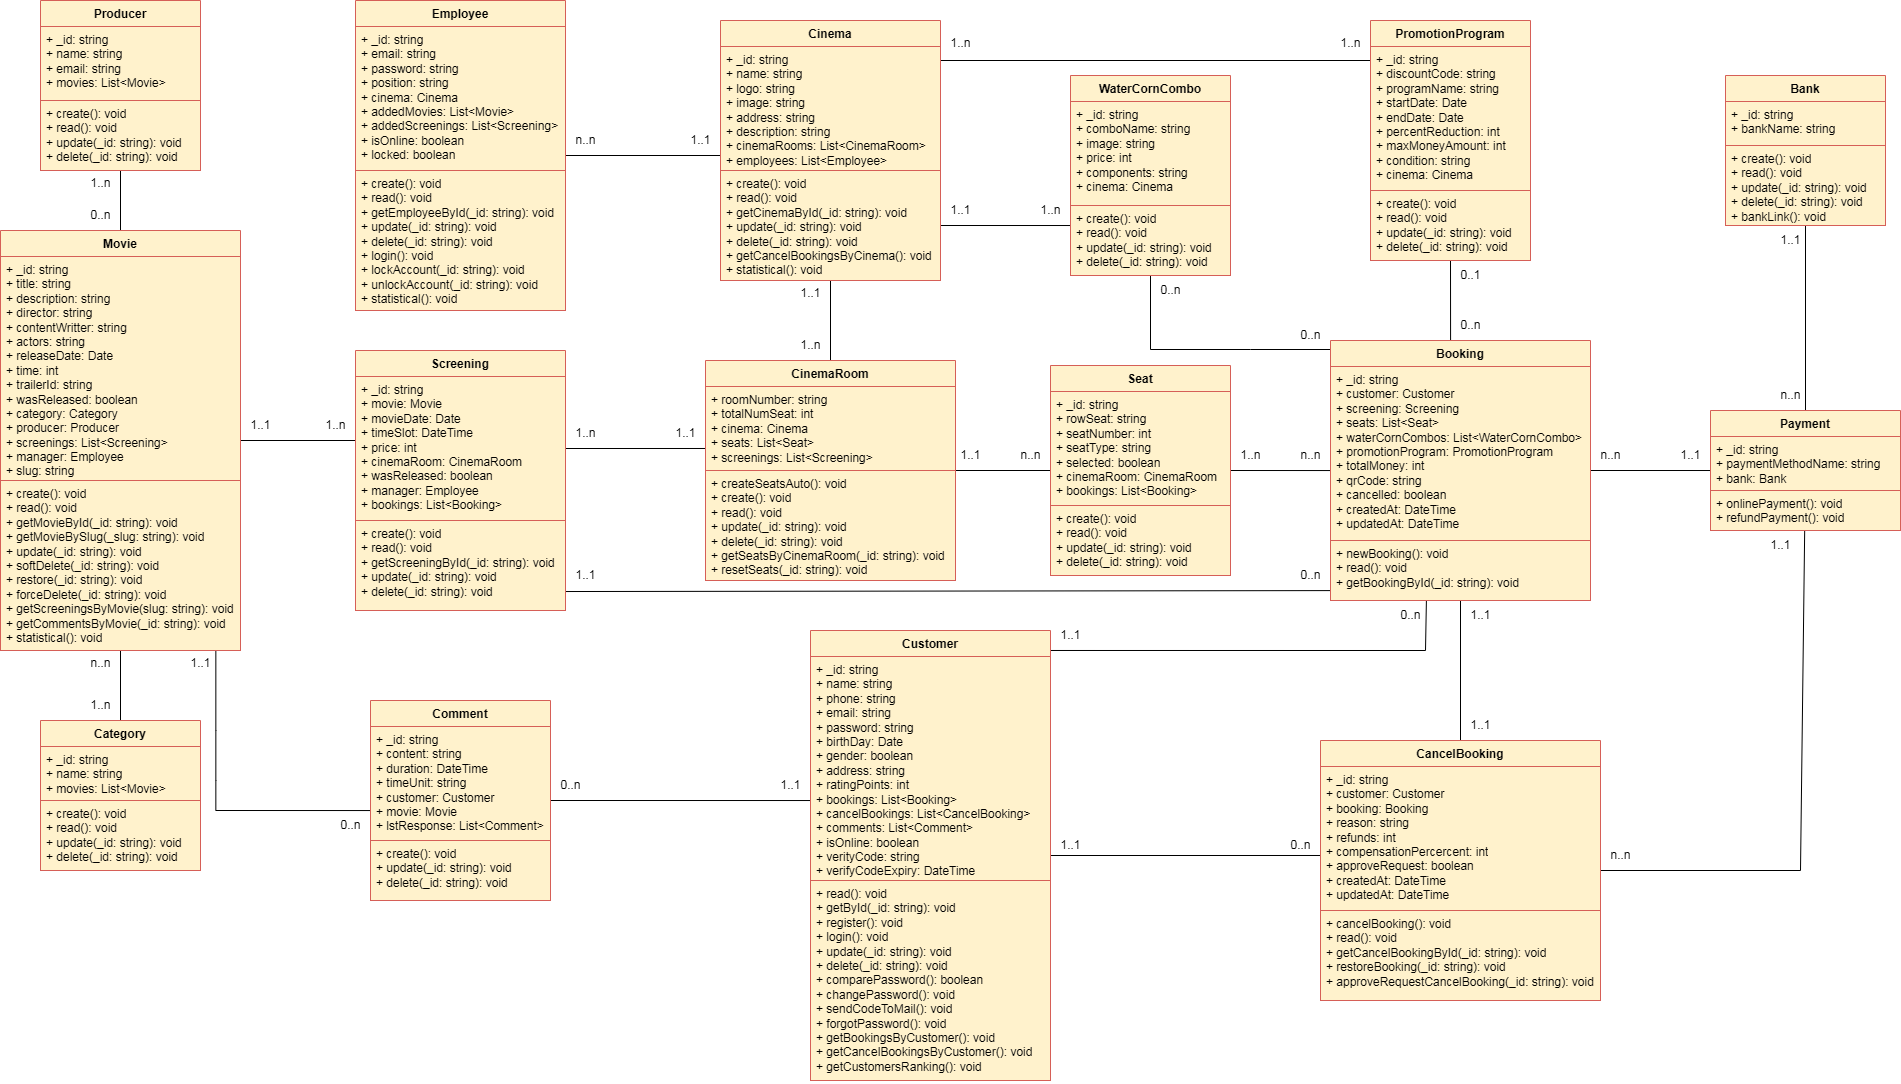 Producer
+ _id: string
+ name: string
+ email: string
+ movies: List<Movie>
+ create(): void
+ read(): void
+ update(_id: string): void
+ delete(_id: string): void
1..n
0..n
Employee
+ _id: string
+ email: string
+ password: string
+ position: string
+ cinema: Cinema
+ addedMovies: List<Movie>
+ addedScreenings: List<Screening>
+ isOnline: boolean
+ locked: boolean
+ create(): void
+ read(): void
+ getEmployeeById(_id: string): void
+ update(_id: string): void
+ delete(_id: string): void
+ login(): void
+ lockAccount(_id: string): void
+ unlockAccount(_id: string): void
+ statistical(): void
n..n
1..1
Cinema
+ _id: string
+ name: string
+ logo: string
+ image: string
+ address: string
+ description: string
+ cinemaRooms: List<CinemaRoom>
+ employees: List<Employee>
+ create(): void
+ read(): void
+ getCinemaById(_id: string): void
+ update(_id: string): void
+ delete(_id: string): void
+ getCancelBookingsByCinema(): void
+ statistical(): void
1..n
1..n
1..1
1..n
1..1
1..n
WaterCornCombo
+ _id: string
+ comboName: string
+ image: string
+ price: int
+ components: string
+ cinema: Cinema
+ create(): void
+ read(): void
+ update(_id: string): void
+ delete(_id: string): void
0..n
0..n
PromotionProgram
+ _id: string
+ discountCode: string
+ programName: string
+ startDate: Date
+ endDate: Date
+ percentReduction: int
+ maxMoneyAmount: int
+ condition: string
+ cinema: Cinema
+ create(): void
+ read(): void
+ update(_id: string): void
+ delete(_id: string): void
0..1
0..n
Bank
+ _id: string
+ bankName: string
+ create(): void
+ read(): void
+ update(_id: string): void
+ delete(_id: string): void
+ bankLink(): void
1..1
n..n
Movie
+ _id: string
+ title: string
+ description: string
+ director: string
+ contentWritter: string
+ actors: string
+ releaseDate: Date
+ time: int
+ trailerId: string
+ wasReleased: boolean
+ category: Category
+ producer: Producer
+ screenings: List<Screening>
+ manager: Employee
+ slug: string
+ create(): void
+ read(): void
+ getMovieById(_id: string): void
+ getMovieBySlug(_slug: string): void
+ update(_id: string): void
+ softDelete(_id: string): void
+ restore(_id: string): void
+ forceDelete(_id: string): void
+ getScreeningsByMovie(slug: string): void
+ getCommentsByMovie(_id: string): void
+ statistical(): void
1..1
1..n
n..n
1..1
1..n
0..n
Screening
+ _id: string
+ movie: Movie
+ movieDate: Date
+ timeSlot: DateTime
+ price: int
+ cinemaRoom: CinemaRoom
+ wasReleased: boolean
+ manager: Employee
+ bookings: List<Booking>
+ create(): void
+ read(): void
+ getScreeningById(_id: string): void
+ update(_id: string): void
+ delete(_id: string): void
1..n
1..1
1..1
0..n
CinemaRoom
+ roomNumber: string
+ totalNumSeat: int
+ cinema: Cinema
+ seats: List<Seat>
+ screenings: List<Screening>
+ createSeatsAuto(): void
+ create(): void
+ read(): void
+ update(_id: string): void
+ delete(_id: string): void
+ getSeatsByCinemaRoom(_id: string): void
+ resetSeats(_id: string): void
1..1
n..n
Seat
+ _id: string
+ rowSeat: string
+ seatNumber: int
+ seatType: string
+ selected: boolean
+ cinemaRoom: CinemaRoom
+ bookings: List<Booking>
+ create(): void
+ read(): void
+ update(_id: string): void
+ delete(_id: string): void
1..n
n..n
Booking
+ _id: string
+ customer: Customer
+ screening: Screening
+ seats: List<Seat>
+ waterCornCombos: List<WaterCornCombo>
+ promotionProgram: PromotionProgram
+ totalMoney: int
+ qrCode: string
+ cancelled: boolean
+ createdAt: DateTime
+ updatedAt: DateTime
+ newBooking(): void
+ read(): void
+ getBookingById(_id: string): void
n..n
1..1
0..n
1..1
1..1
1..1
Payment
+ _id: string
+ paymentMethodName: string
+ bank: Bank
+ onlinePayment(): void
+ refundPayment(): void
1..1
n..n
Category
+ _id: string
+ name: string
+ movies: List<Movie>
+ create(): void
+ read(): void
+ update(_id: string): void
+ delete(_id: string): void
Comment
+ _id: string
+ content: string
+ duration: DateTime
+ timeUnit: string
+ customer: Customer
+ movie: Movie
+ lstResponse: List<Comment>
+ create(): void
+ update(_id: string): void
+ delete(_id: string): void
0..n
1..1
Customer
+ _id: string
+ name: string
+ phone: string
+ email: string
+ password: string
+ birthDay: Date
+ gender: boolean
+ address: string
+ ratingPoints: int
+ bookings: List<Booking>
+ cancelBookings: List<CancelBooking>
+ comments: List<Comment>
+ isOnline: boolean
+ verityCode: string
+ verifyCodeExpiry: DateTime
+ read(): void
+ getById(_id: string): void
+ register(): void
+ login(): void
+ update(_id: string): void
+ delete(_id: string): void
+ comparePassword(): boolean
+ changePassword(): void
+ sendCodeToMail(): void
+ forgotPassword(): void
+ getBookingsByCustomer(): void
+ getCancelBookingsByCustomer(): void
+ getCustomersRanking(): void
1..1
0..n
CancelBooking
+ _id: string
+ customer: Customer
+ booking: Booking
+ reason: string
+ refunds: int
+ compensationPercercent: int
+ approveRequest: boolean
+ createdAt: DateTime
+ updatedAt: DateTime
+ cancelBooking(): void
+ read(): void
+ getCancelBookingById(_id: string): void
+ restoreBooking(_id: string): void
+ approveRequestCancelBooking(_id: string): void